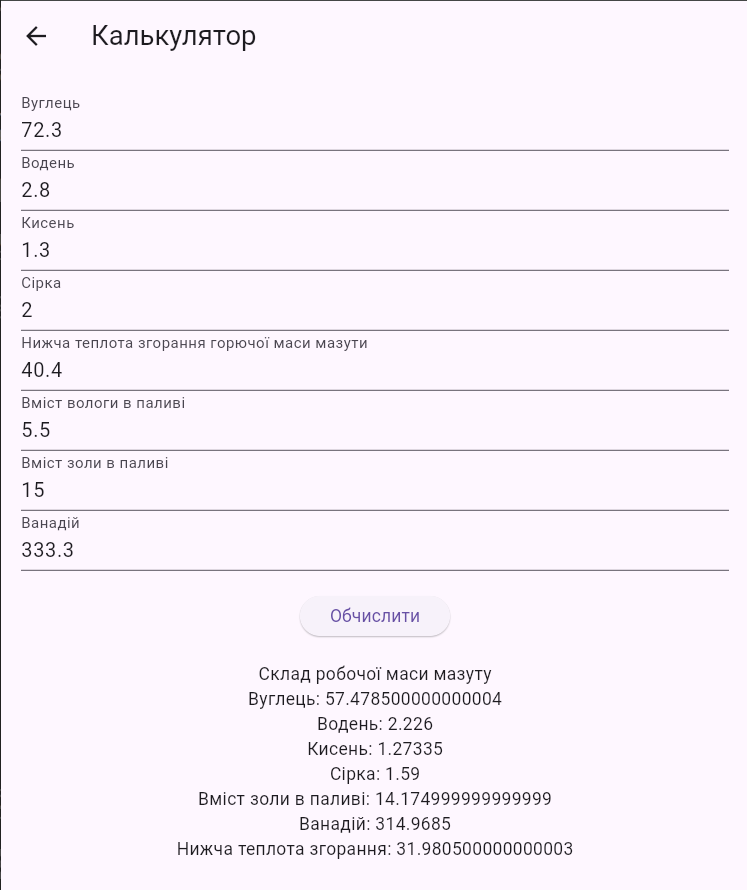 Калькулятор
Вуглець
72.3
Водень
2.8
Кисень
1.3
Сірка
2
Нижча теплота згорання горючої маси мазути
40.4
Вміст вологи в паливі
5.5
Вміст золи в паливі
15
Ванадій
333.3
Обчислити
Склад робочої маси мазуту
Вуглець: 57.478500000000004
Водень: 2.226
Кисень: 1.27335
Сірка: 1.59
Вміст золи в паливі: 14.174999999999999
Ванадій: 314.9685
Нижча теплота згорання: 31.980500000000003